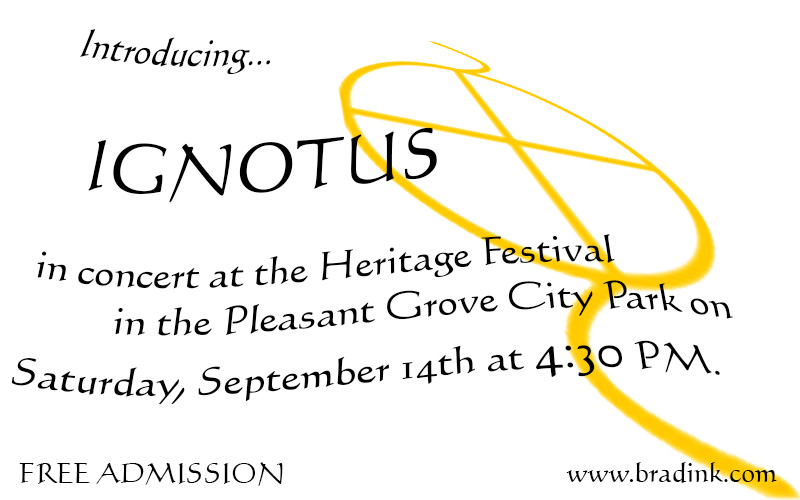 Introducing...
IGNOTUS
in concert at the Heritage Festival
in the Pleasant Grove City Park on
Saturday, September 14th at 4:30 PM.
FREE ADMISSION
www.bradink.com